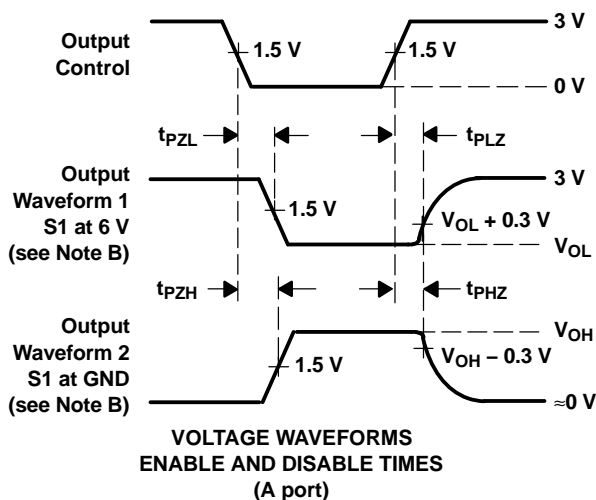 Output
Control
1.5 V
1.5 V
3 V
0 V
tPZL
tPLZ
Output
Waveform 1
S1 at 6 V
(see Note B)
1.5 V
3 V
VOL + 0.3 V
VOL
tPZH
tPHZ
Output
Waveform 2
S1 at GND
(see Note B)
1.5 V
VOH
VOH − 0.3 V
≈0 V
VOLTAGE WAVEFORMS
ENABLE AND DISABLE TIMES
(A port)